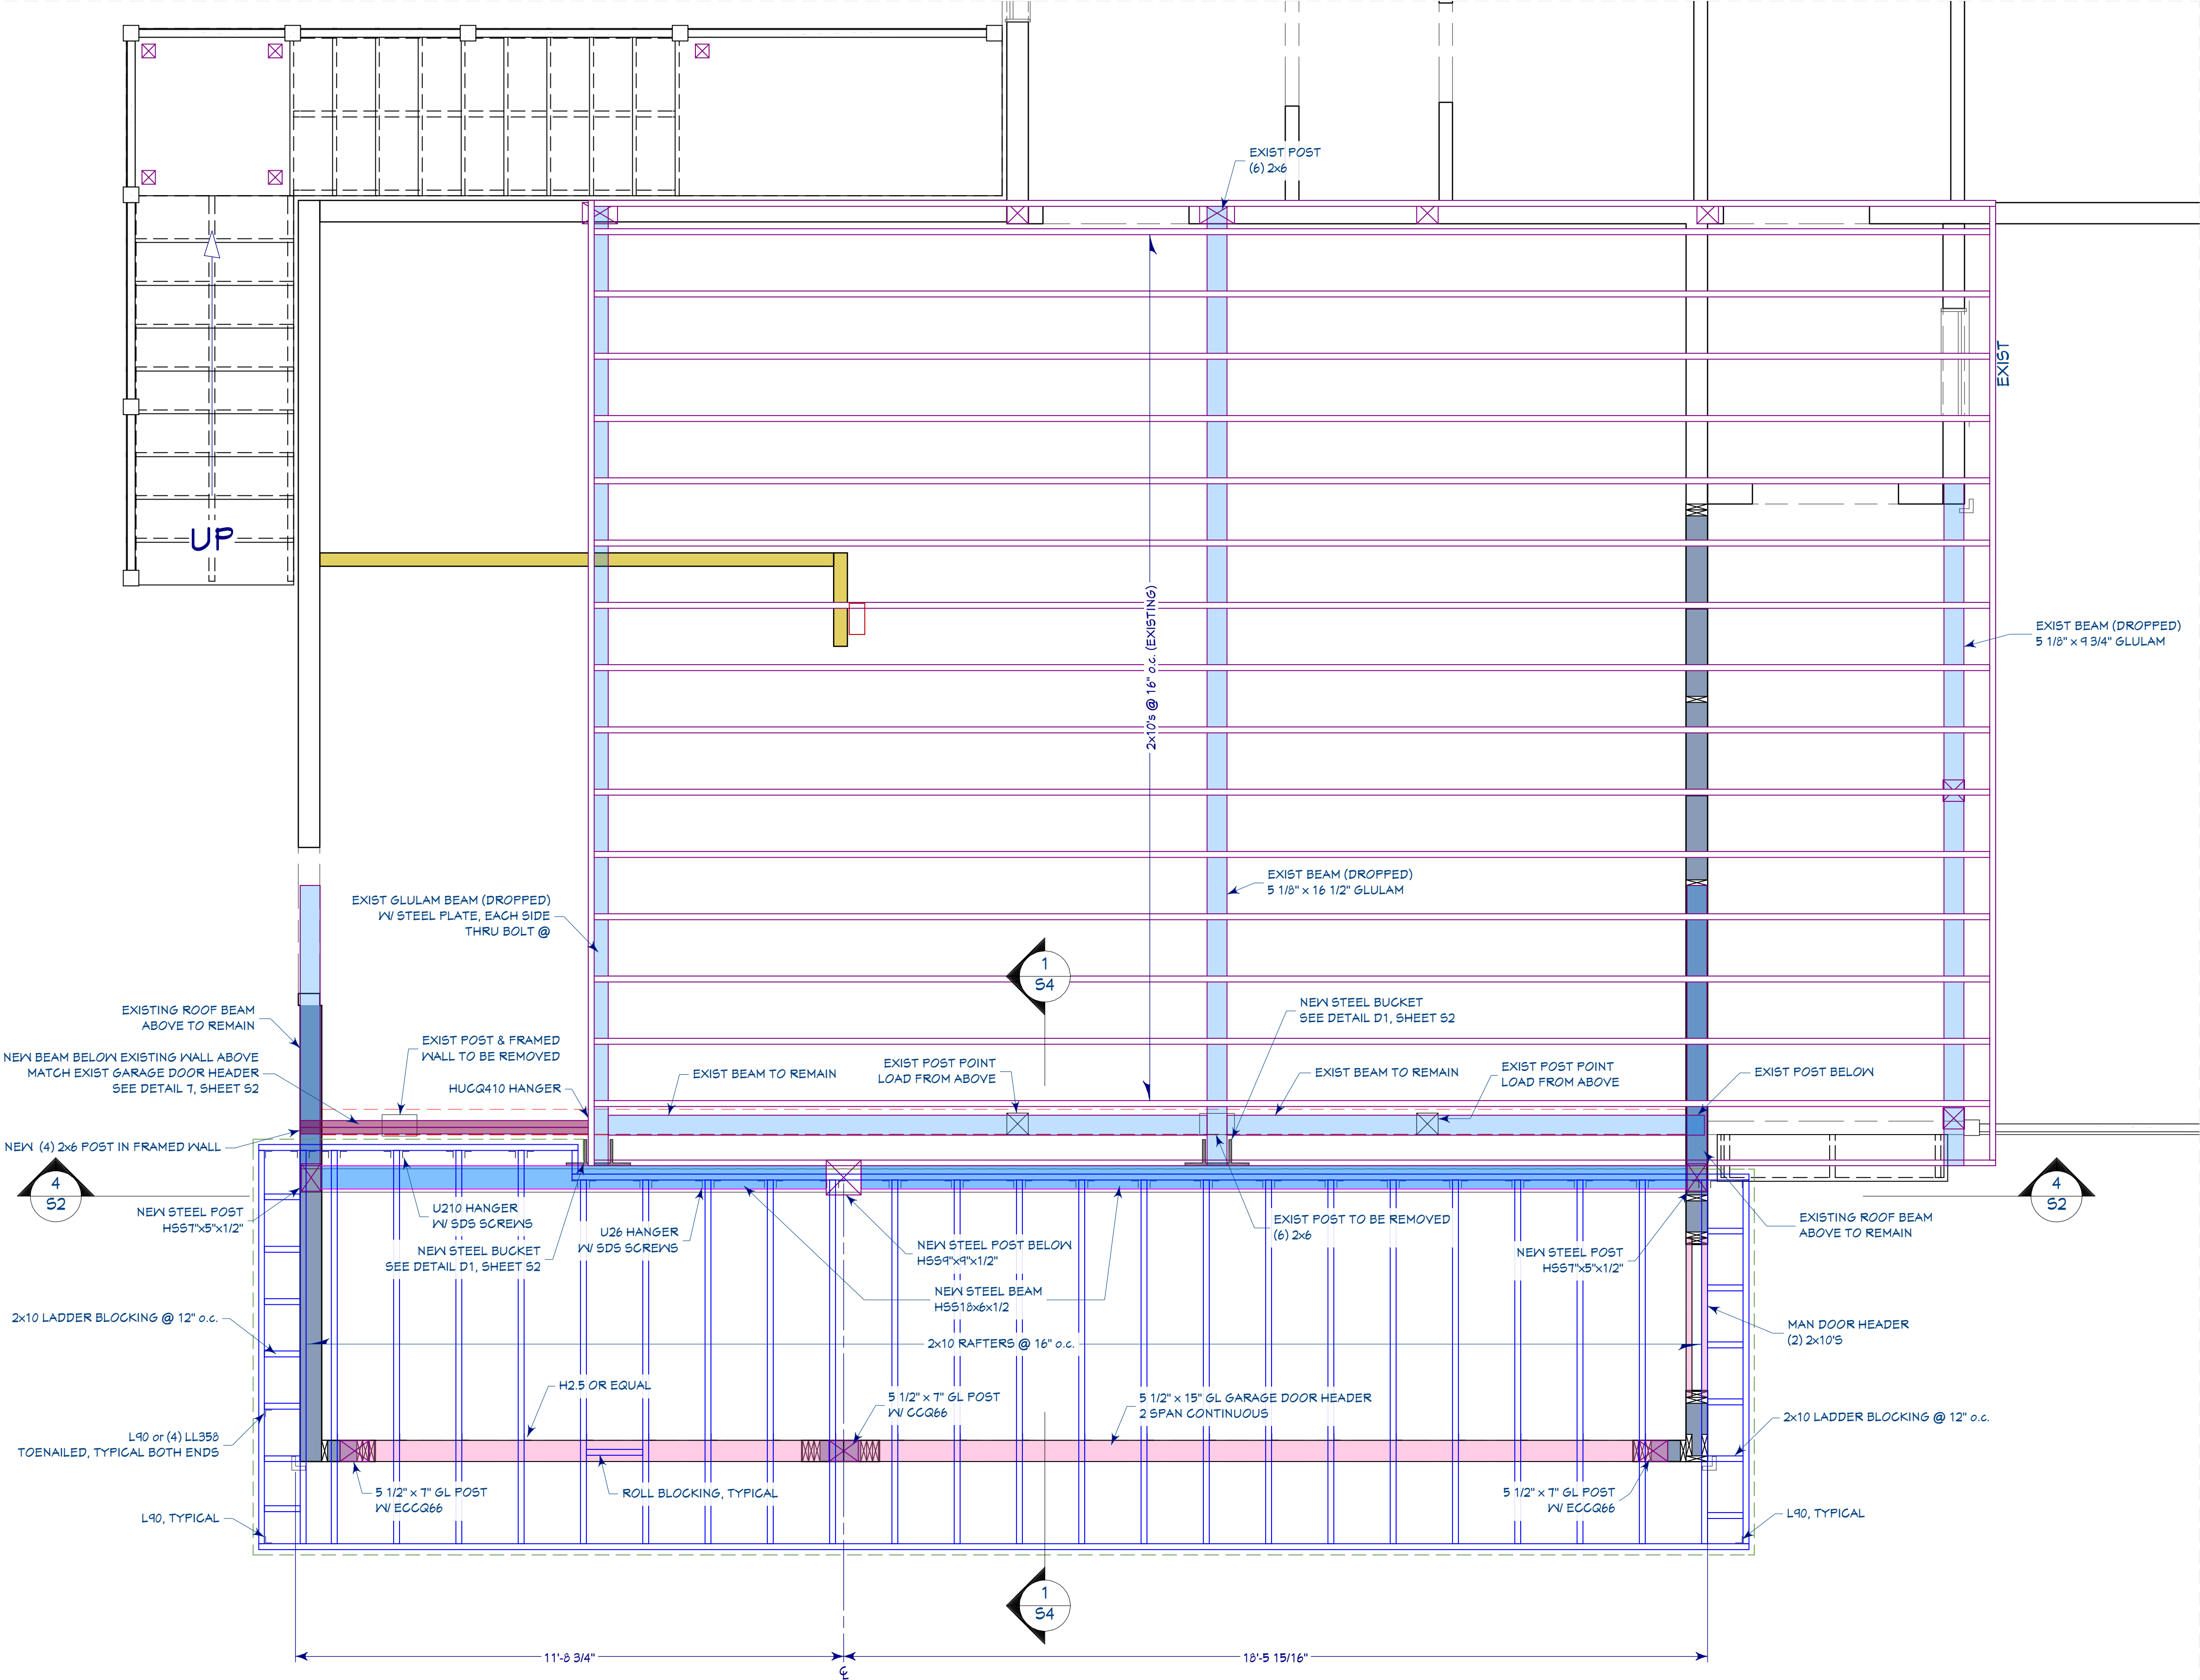 EXIST POST
(6) 2x6
EXIST
UP
2x10's @ 16" o.c. (EXISTING)
EXIST BEAM (DROPPED)
5 1/8" x 9 3/4" GLULAM
EXIST BEAM (DROPPED)
5 1/8" x 16 1/2" GLULAM
EXIST GLULAM BEAM (DROPPED)
W/ STEEL PLATE, EACH SIDE
THRU BOLT @
1
S4
NEW STEEL BUCKET
SEE DETAIL D1, SHEET S2
EXISTING ROOF BEAM
ABOVE TO REMAIN
EXIST POST & FRAMED
WALL TO BE REMOVED
NEW BEAM BELOW EXISTING WALL ABOVE
MATCH EXIST GARAGE DOOR HEADER
SEE DETAIL 7, SHEET S2
HUCQ410 HANGER
EXIST BEAM TO REMAIN
EXIST POST POINT
LOAD FROM ABOVE
EXIST BEAM TO REMAIN
EXIST POST POINT
LOAD FROM ABOVE
EXIST POST BELOW
NEW (4) 2x6 POST IN FRAMED WALL
4
S2
4
S2
NEW STEEL POST
HSS7"x5"x1/2"
U210 HANGER
W/ SDS SCREWS
NEW STEEL BUCKET
SEE DETAIL D1, SHEET S2
U26 HANGER
W/ SDS SCREWS
NEW STEEL POST BELOW
HSS9"x9"x1/2"
EXIST POST TO BE REMOVED
(6) 2x6
NEW STEEL POST
HSS7"x5"x1/2"
EXISTING ROOF BEAM
ABOVE TO REMAIN
NEW STEEL BEAM
HSS18x6x1/2
2x10 LADDER BLOCKING @ 12" o.c.
2x10 RAFTERS @ 16" o.c.
MAN DOOR HEADER
(2) 2x10'S
H2.5 OR EQUAL
5 1/2" x 7" GL POST
W/ CCQ66
5 1/2" x 15" GL GARAGE DOOR HEADER
2 SPAN CONTINUOUS
2x10 LADDER BLOCKING @ 12" o.c.
L90 or (4) LL358
TOENAILED, TYPICAL BOTH ENDS
5 1/2" x 7" GL POST
W/ ECCQ66
ROLL BLOCKING, TYPICAL
5 1/2" x 7" GL POST
W/ ECCQ66
L90, TYPICAL
L90, TYPICAL
1
S4
11'-8 3/4"
18'-5 15/16"
℄